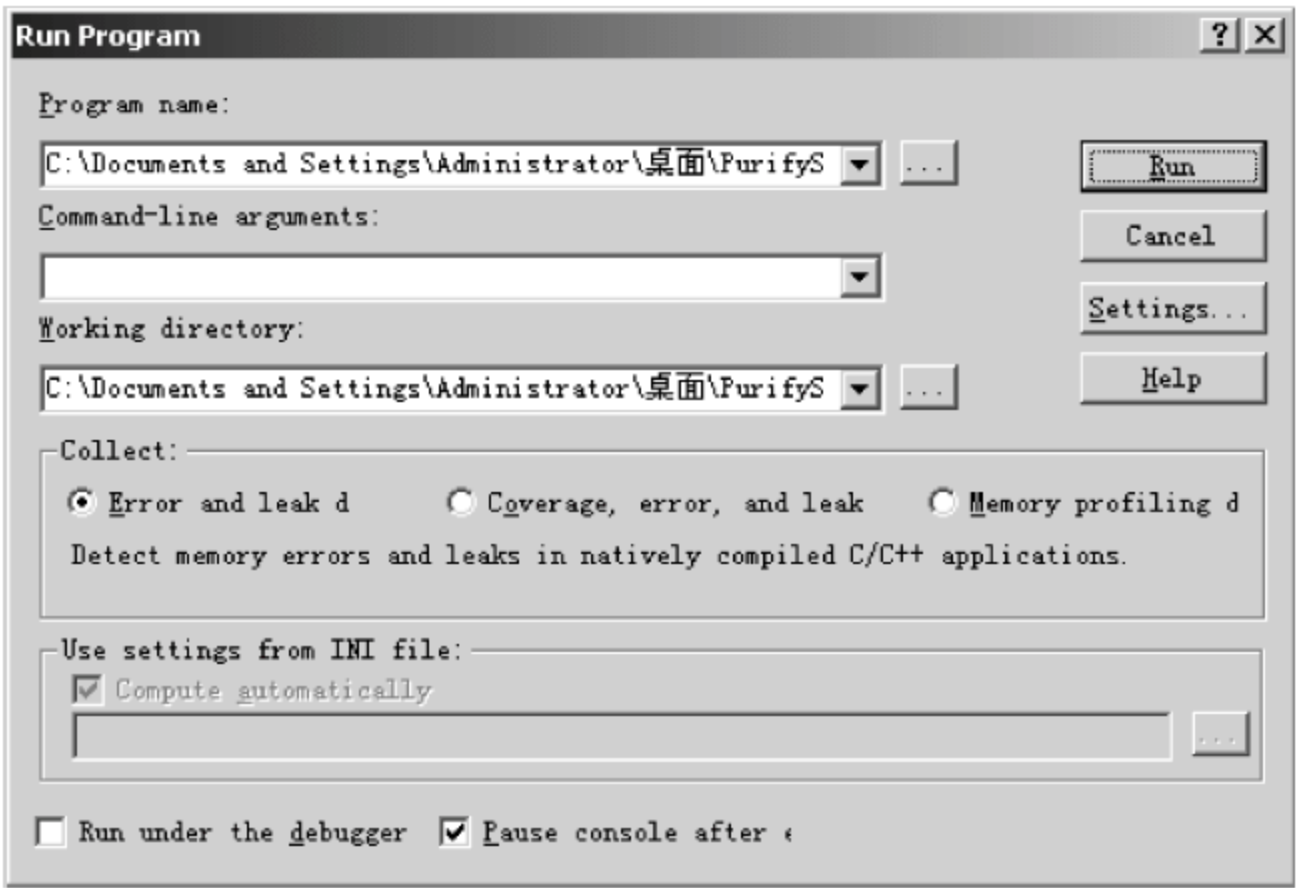 Run Program
Program name:
C:\Documents and Settings\Administrator\桌面\PurifyS
...
Run
Command-line arguments:
Cancel
Settings...
Working directory:
C:\Documents and Settings\Administrator\桌面\PurifyS
...
Help
Collect:
Error and leak d
Coverage, error, and leak
Memory profiling d
Detect memory errors and leaks in natively compiled C/C++ applications.
Use settings from INI file:
Compute automatically
...
Run under the debugger
Pause console after